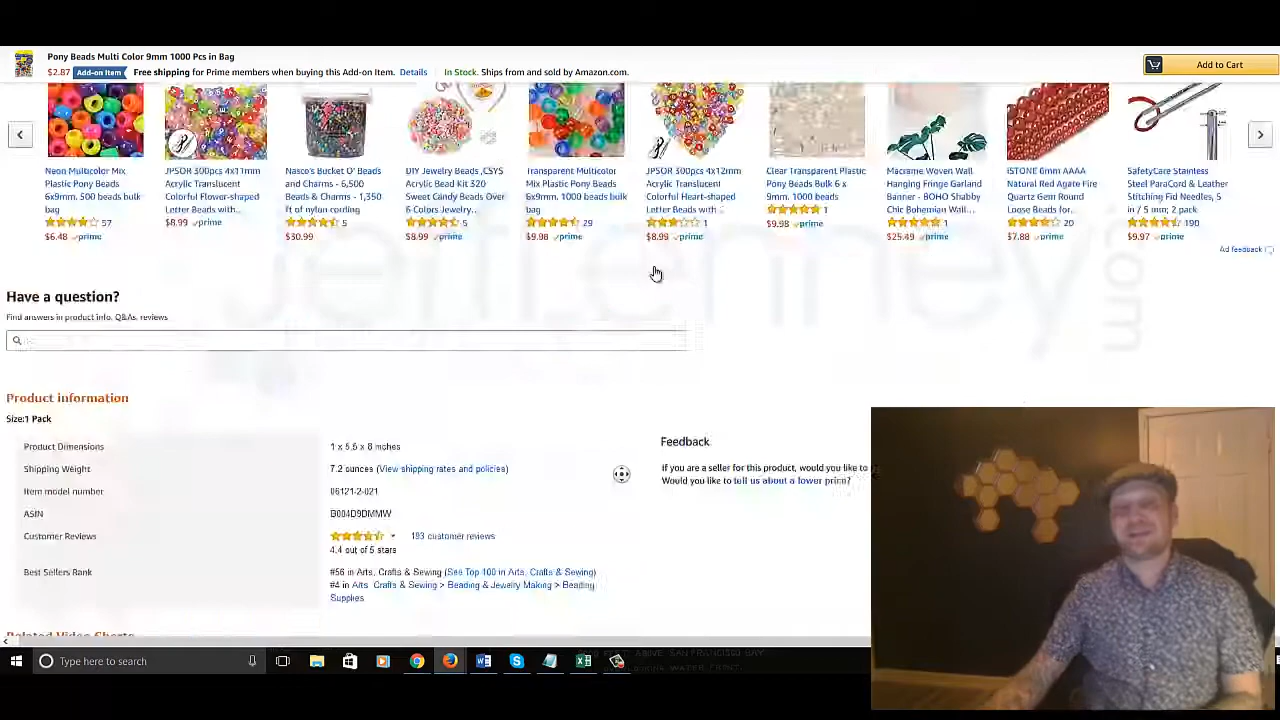 Pony Beads Multi Color 9mm 1000 Pcs in Bag
$2.87 Add-on Item Free shipping for Prime members when buying this Add-on Item. Details In Stock. Ships from and sold by Amazon.com.
Add to Cart
Neon Multicolor Mix
Plastic Pony Beads
6x9mm. 500 beads bulk
bag
57
$6.48 prime
JPSOR 300pcs 4x11mm
Acrylic Translucent
Colorful Flower-shaped
Letter Beads with...
$8.99 prime
Nasco's Bucket O' Beads
and Charms - 6,500
Beads & Charms - 1,350
ft of nylon cording
5
$30.99
DIY Jewelry Beads ,CSYS
Acrylic Bead Kit 320
Sweet Candy Beads Over
6 Colors Jewelry...
5
$8.99 prime
Transparent Multicolor
Mix Plastic Pony Beads
6x9mm. 1000 beads bulk
bag
29
$9.98 prime
JPSOR 300pcs 4x12mm
Acrylic Translucent
Colorful Heart-shaped
Letter Beads with
1
$8.99 prime
Clear Transparent Plastic
Pony Beads Bulk 6 x
9mm. 1000 beads
1
$9.98 prime
Macrame Woven Wall
Hanging Fringe Garland
Banner - BOHO Shabby
Chic Bohemian Wall...
1
$25.49 prime
iSTONE 6mm AAAA
Natural Red Agate Fire
Quartz Gem Round
Loose Beads for
20
$7.88 prime
SafetyCare Stainless
Steel ParaCord & Leather
Stitching Fid Needles, 5
in / 5 mm; 2 pack
190
$9.97 prime
Ad feedback
Have a question?
Find answers in product info, Q&As, reviews
Product information
Size:1 Pack
Product Dimensions 1 x 5.5 x 8 inches
Shipping Weight 7.2 ounces (View shipping rates and policies)
Item model number 06121-2-021
ASIN B004D9DMMW
Customer Reviews 193 customer reviews
4.4 out of 5 stars
Best Sellers Rank #56 in Arts, Crafts & Sewing (See Top 100 in Arts, Crafts & Sewing)
#4 in Arts, Crafts & Sewing > Beading & Jewelry Making > Beading
Supplies
Feedback
If you are a seller for this product, would you like to
Would you like to tell us about a lower price?
Related Video Shorts
Type here to search